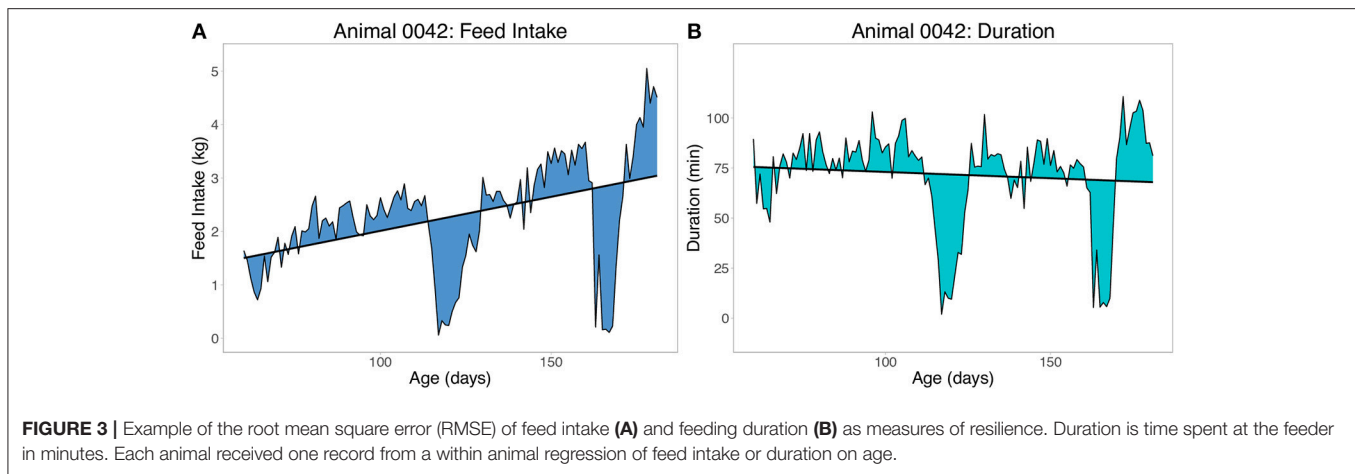 A
Animal 0042: Feed Intake
Feed Intake (kg)
5
4
3
2
1
0
100
150
Age (days)
B
Animal 0042: Duration
Duration (min)
100
75
50
25
0
100
150
Age (days)
FIGURE 3 | Example of the root mean square error (RMSE) of feed intake (A) and feeding duration (B) as measures of resilience. Duration is time spent at the feeder
in minutes. Each animal received one record from a within animal regression of feed intake or duration on age.